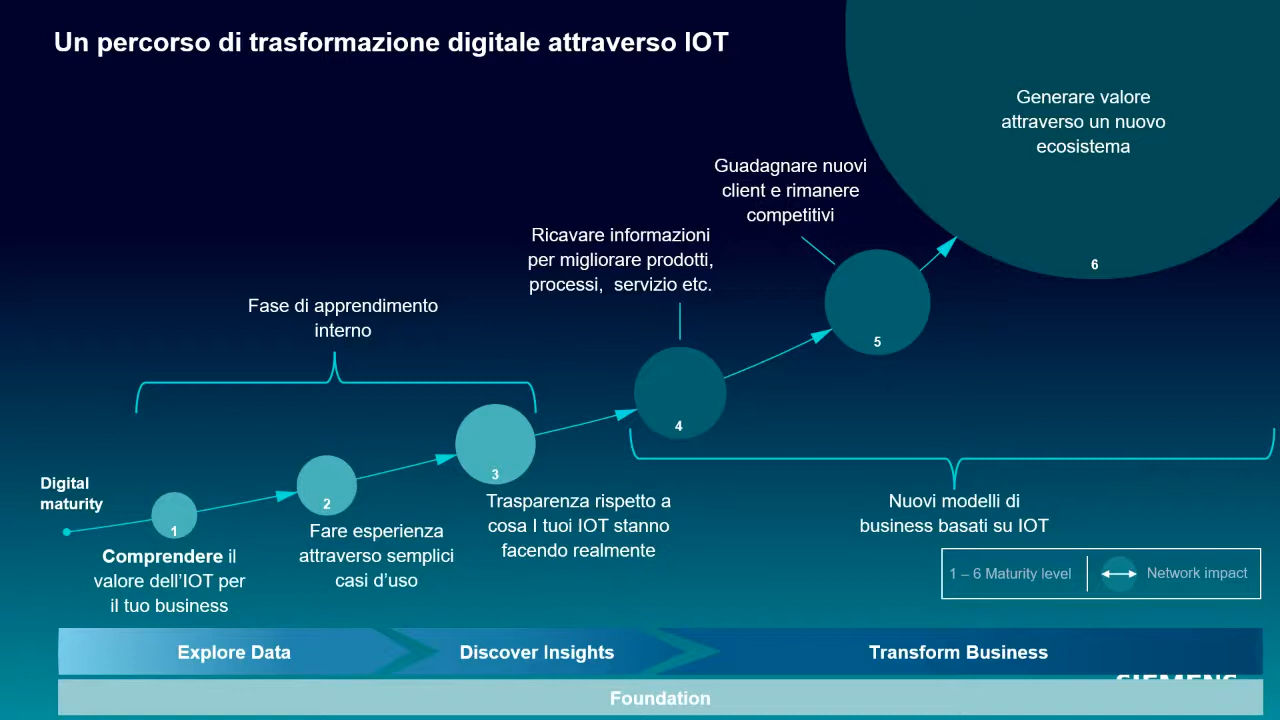 Un percorso di trasformazione digitale attraverso IOT
Generare valore
attraverso un nuovo
ecosistema
6
Guadagnare nuovi
client e rimanere
competitivi
5
Ricavare informazioni
per migliorare prodotti,
processi, servizio etc.
4
Fase di apprendimento
interno
3
2
1
Digital
maturity
Comprendere il
valore dell'IOT per
il tuo business
Fare esperienza
attraverso semplici
casi d'uso
Trasparenza rispetto a
cosa I tuoi IOT stanno
facendo realmente
Nuovi modelli di
business basati su IOT
1 – 6 Maturity level
Network impact
Explore Data
Discover Insights
Transform Business
SIEMENS
Foundation